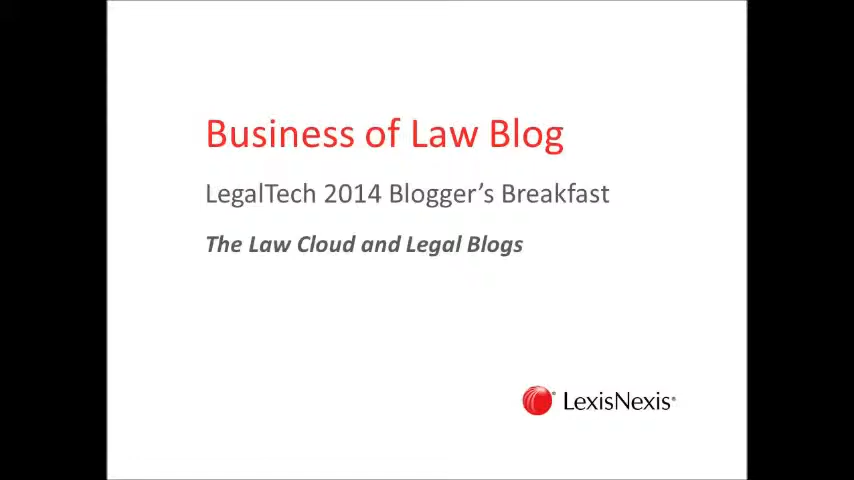 Business of Law Blog
LegalTech 2014 Blogger's Breakfast
The Law Cloud and Legal Blogs
LexisNexis®